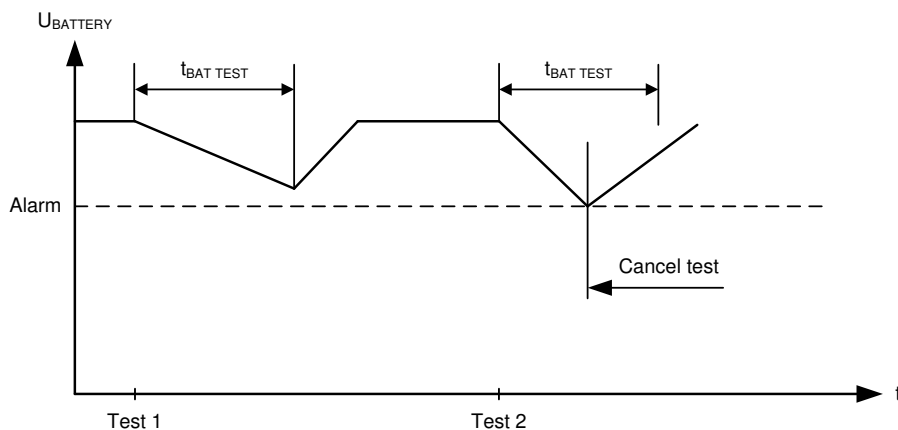 UBATTERY
tBAT TEST
tBAT TEST
Alarm
Cancel test
t
Test 1
Test 2